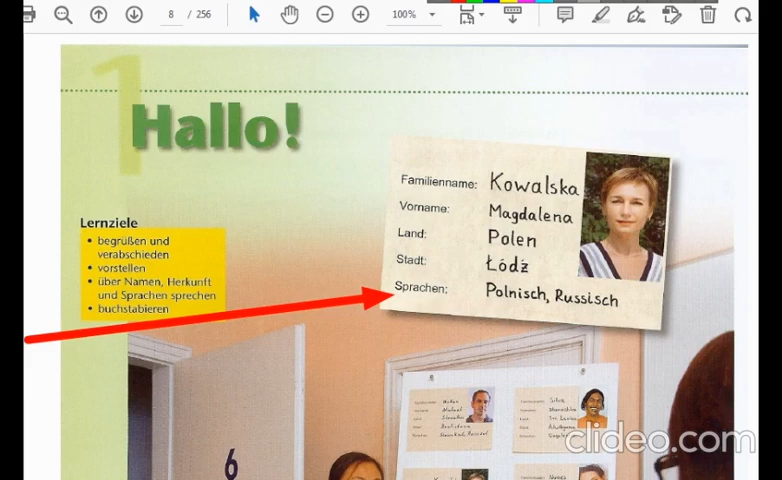 8 / 256
100%
1
Hallo!
Familienname: Kowalska
Vorname: Magdalena
Land: Polen
Stadt: Łódź
Sprachen: Polnisch, Russisch
Lernziele
• begrüßen und
verabschieden
• vorstellen
• über Namen, Herkunft
und Sprachen sprechen
• buchstabieren
6
clideo.com